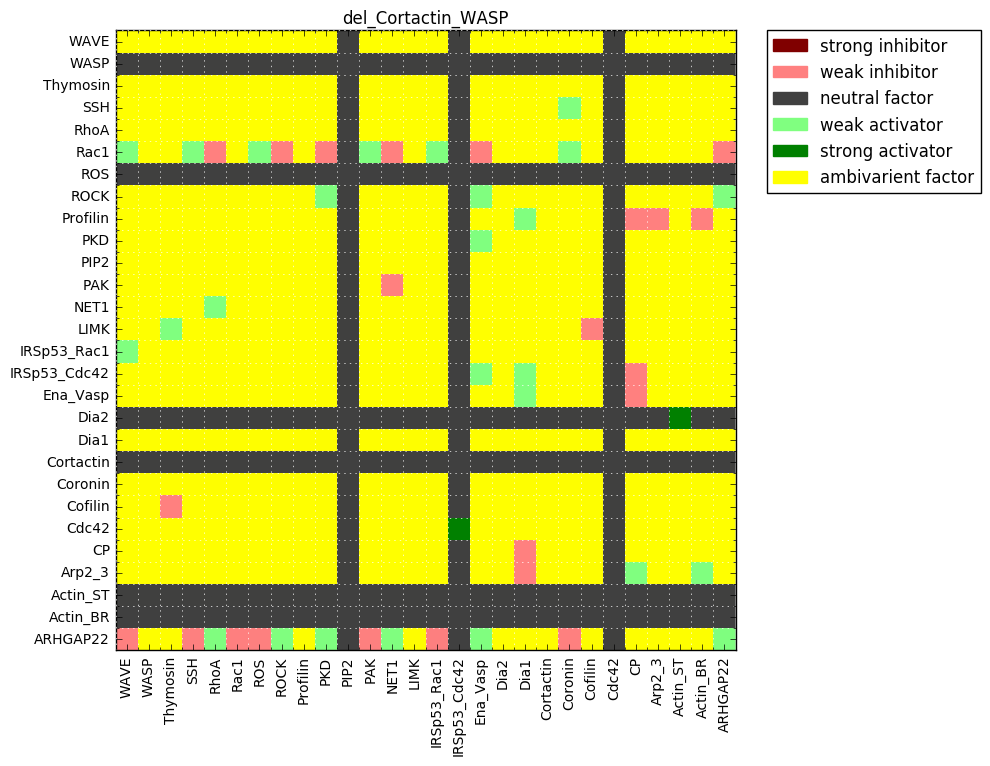 del_Cortactin_WASP
WAVE
WASP
Thymosin
SSH
RhoA
Rac1
ROS
ROCK
Profilin
PKD
PIP2
PAK
NET1
LIMK
IRSp53_Rac1
IRSp53_Cdc42
Ena_Vasp
Dia2
Dia1
Cortactin
Coronin
Cofilin
Cdc42
CP
Arp2_3
Actin_ST
Actin_BR
ARHGAP22
WAVE
WASP
Thymosin
SSH
RhoA
Rac1
ROS
ROCK
Profilin
PKD
PIP2
PAK
NET1
LIMK
IRSp53_Rac1
IRSp53_Cdc42
Ena_Vasp
Dia2
Dia1
Cortactin
Coronin
Cofilin
Cdc42
CP
Arp2_3
Actin_ST
Actin_BR
ARHGAP22
strong inhibitor
weak inhibitor
neutral factor
weak activator
strong activator
ambivarient factor